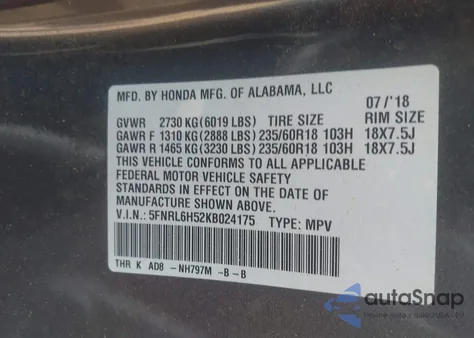 MFD. BY HONDA MFG. OF ALABAMA, LLC
07 /'18
GVWR 2730 KG (6019 LBS) TIRE SIZE RIM SIZE
GAWR F 1310 KG (2888 LBS) 235/60R18 103H 18X7.5J
GAWR R 1465 KG (3230 LBS) 235/60R18 103H 18X7.5J
THIS VEHICLE CONFORMS TO ALL APPLICABLE
FEDERAL MOTOR VEHICLE SAFETY
STANDARDS IN EFFECT ON THE DATE OF
MANUFACTURE SHOWN ABOVE.
V.I.N.: 5FNRL6H52KB024175 TYPE: MPV
THR K AD8 -NH797M -B -B
autoSnap